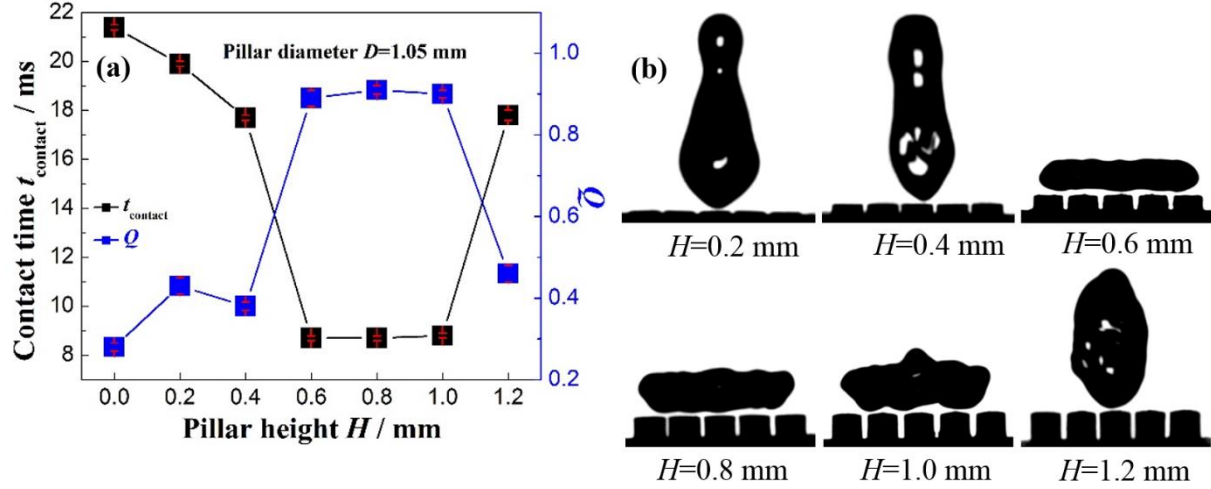 (a)
Pillar diameter D=1.05 mm
Contact time t_contact / ms
22
20
18
16
14
12
10
8
t_contact
Q
0.0 0.2 0.4 0.6 0.8 1.0 1.2
Pillar height H / mm
1.0
0.8
0.6
0.4
0.2
Q
(b)
H=0.2 mm
H=0.4 mm
H=0.6 mm
H=0.8 mm
H=1.0 mm
H=1.2 mm